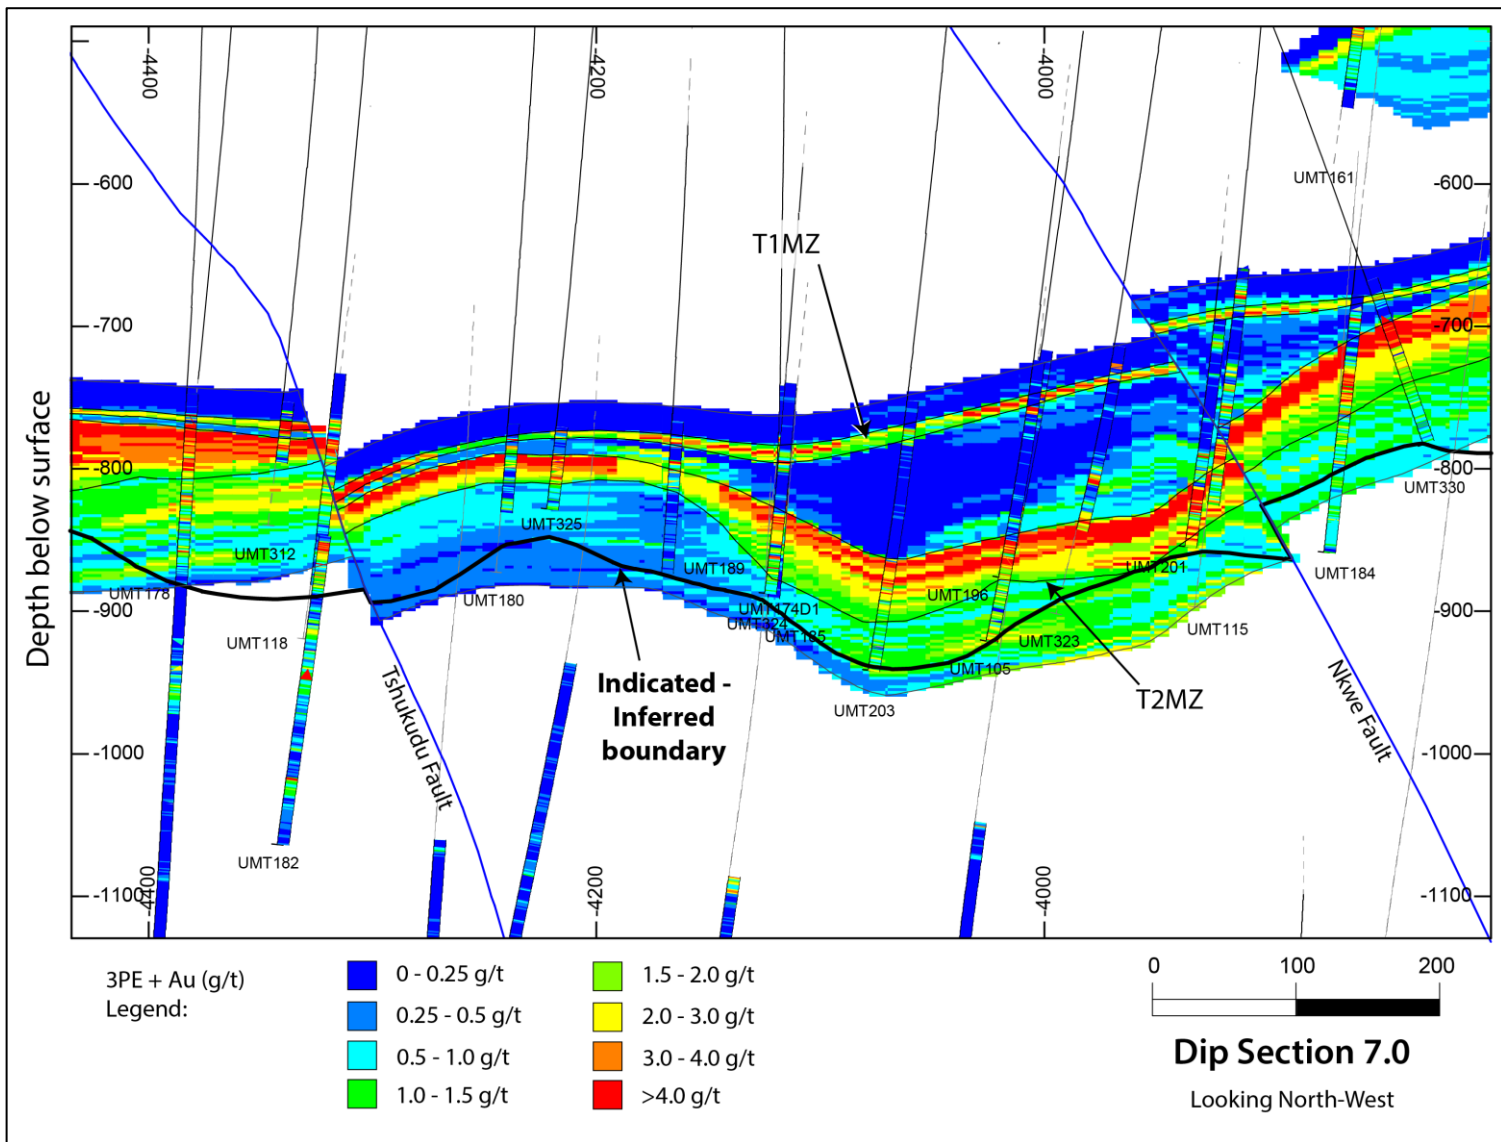 -4400
-4200
-4000
-600
-600
UMT161
T1MZ
-700
-700
-800
-800
UMT330
UMT325
UMT312
UMT189
UMT201
UMT184
UMT178
UMT180
UMT196
-900
-900
UMT174D1
UMT324
UMT185
UMT115
UMT118
UMT323
UMT105
Depth below surface
Indicated -
Inferred
boundary
T2MZ
UMT203
Tshukudu Fault
Nkwe Fault
-1000
-1000
UMT182
-1100
-1100
-4400
-4200
-4000
3PE + Au (g/t)
Legend:
0 - 0.25 g/t
0.25 - 0.5 g/t
0.5 - 1.0 g/t
1.0 - 1.5 g/t
1.5 - 2.0 g/t
2.0 - 3.0 g/t
3.0 - 4.0 g/t
>4.0 g/t
0 100 200
Dip Section 7.0
Looking North-West